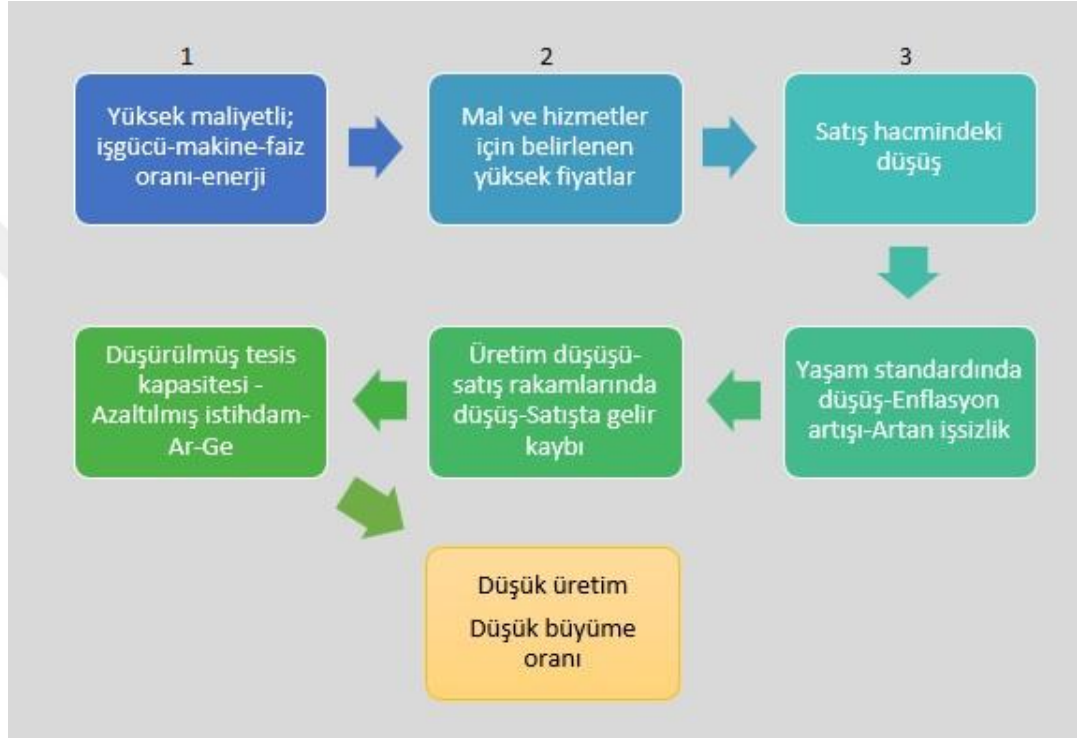 1
Yüksek maliyetli;
işgücü-makine-faiz
oranı-enerji
2
Mal ve hizmetler
için belirlenen
yüksek fiyatlar
3
Satış hacmindeki
düşüş
Yaşam standardında
düşüş-Enflasyon
artışı-Artan işsizlik
Üretim düşüşü-
satış rakamlarında
düşüş-Satışta gelir
kaybı
Düşürülmüş tesis
kapasitesi -
Azaltılmış istihdam-
Ar-Ge
Düşük üretim
Düşük büyüme
oranı